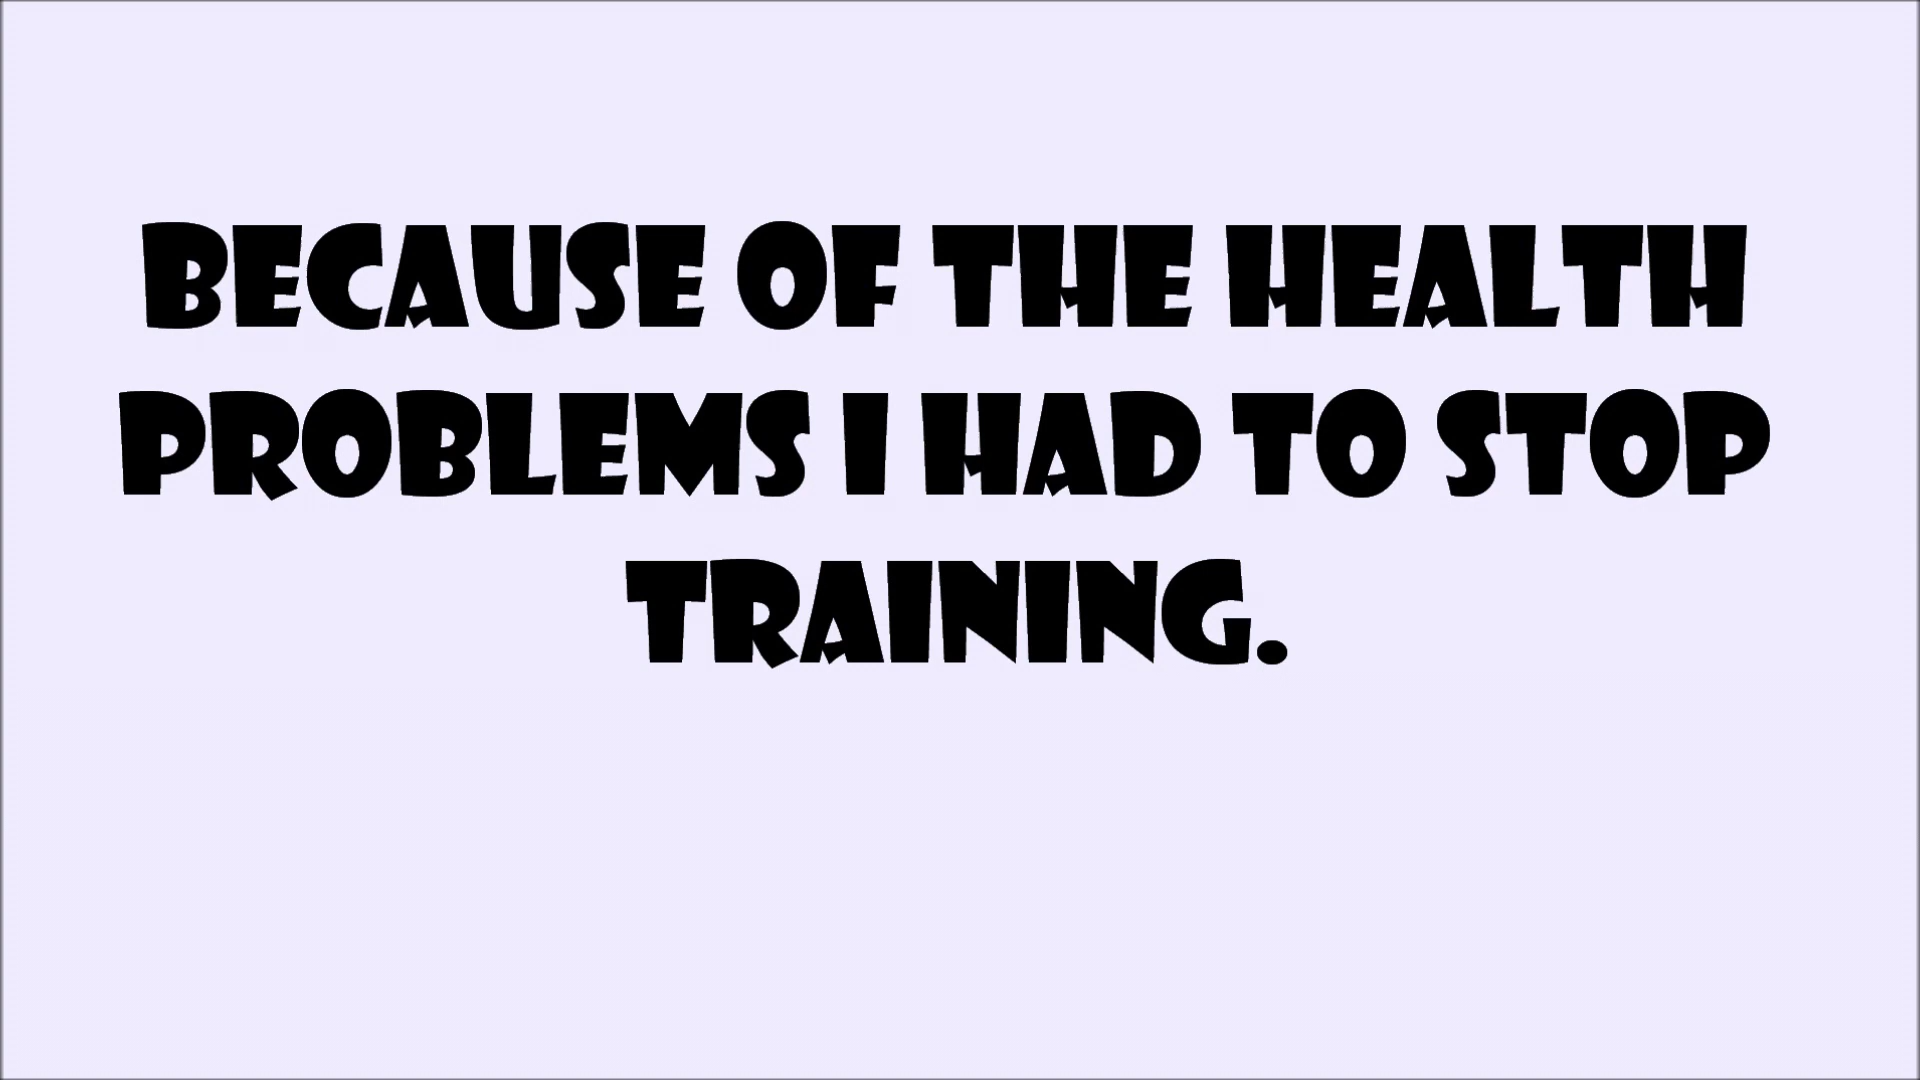 BECAUSE OF THE HEALTH
PROBLEMS I HAD TO STOP
TRAINING.